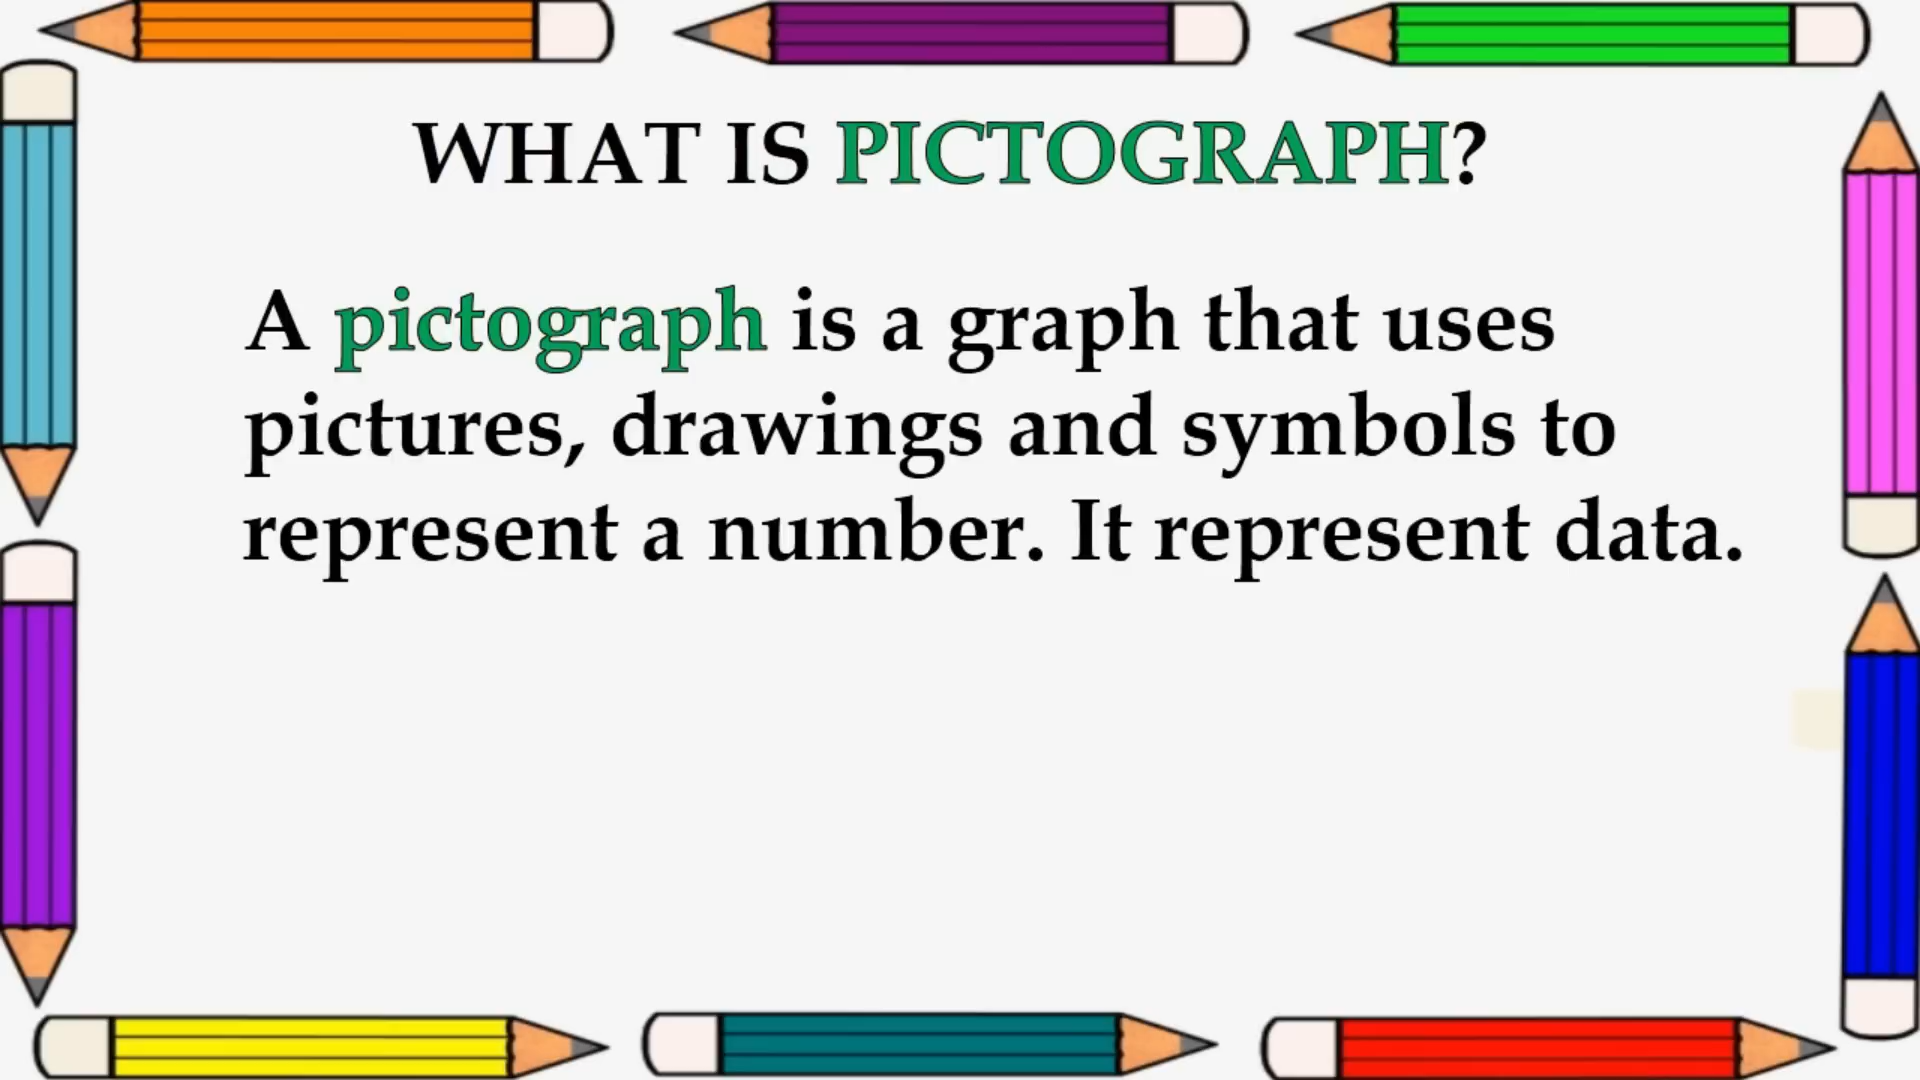 WHAT IS PICTOGRAPH?
A pictograph is a graph that uses
pictures, drawings and symbols to
represent a number. It represent data.